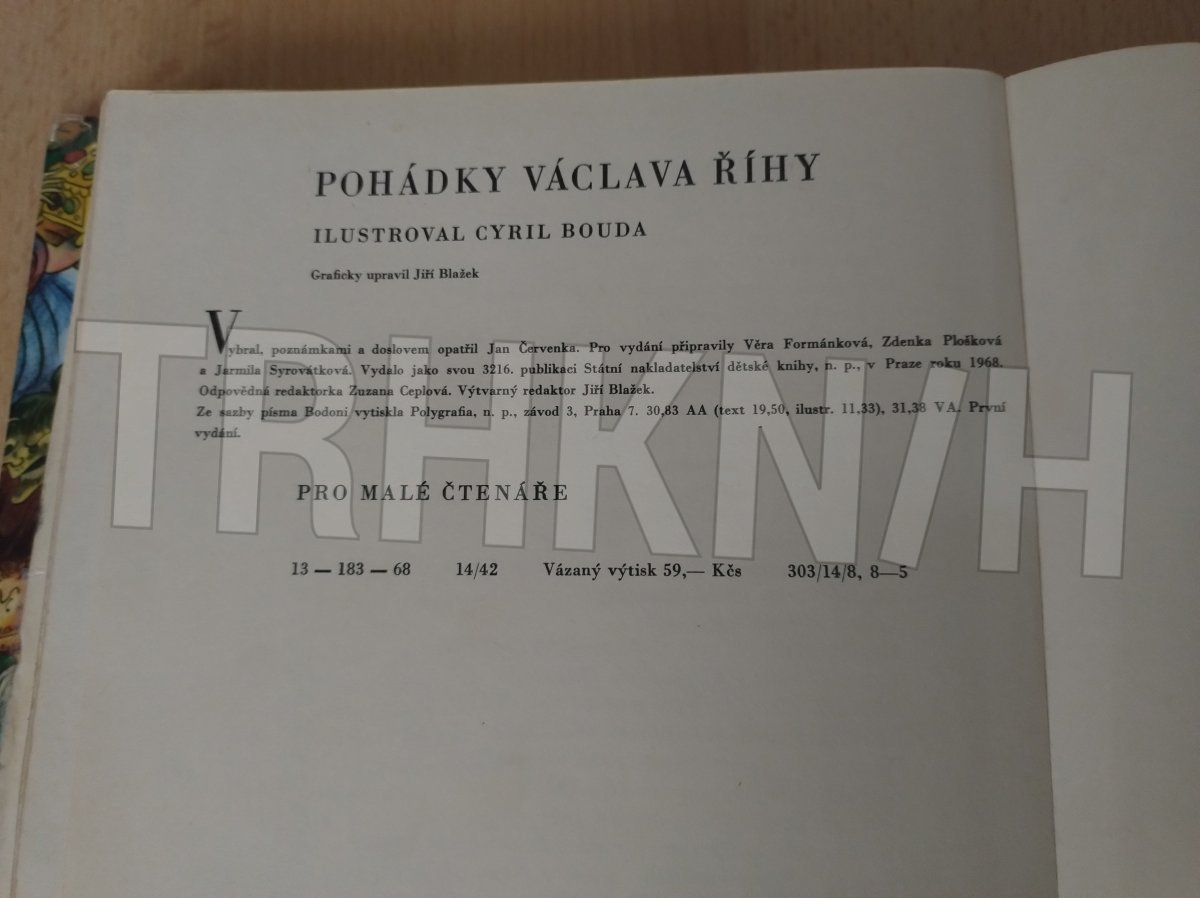 POHÁDKY VÁCLAVA ŘÍHY
ILUSTROVAL CYRIL BOUDA
Graficky upravil Jiří Blažek
Vybral, poznámkami a doslovem opatřil Jan Červenka. Pro vydání připravily Věra Formánková, Zdenka Plošková
a Jarmila Syrovátková. Vydalo jako svou 3216. publikaci Státní nakladatelství dětské knihy, n. p., v Praze roku 1968.
Odpovědná redaktorka Zuzana Ceplová. Výtvarný redaktor Jiří Blažek.
Ze sazby písma Bodoni vytiskla Polygrafia, n. p., závod 3, Praha 7. 30,83 AA (text 19,50, ilustr. 11,33), 31,38 VA. První
vydání.
TRHKNIH
PRO MALÉ ČTENÁŘE
13 — 183 — 68 14/42 Vázaný výtisk 59,— Kčs 303/14/8, 8—5